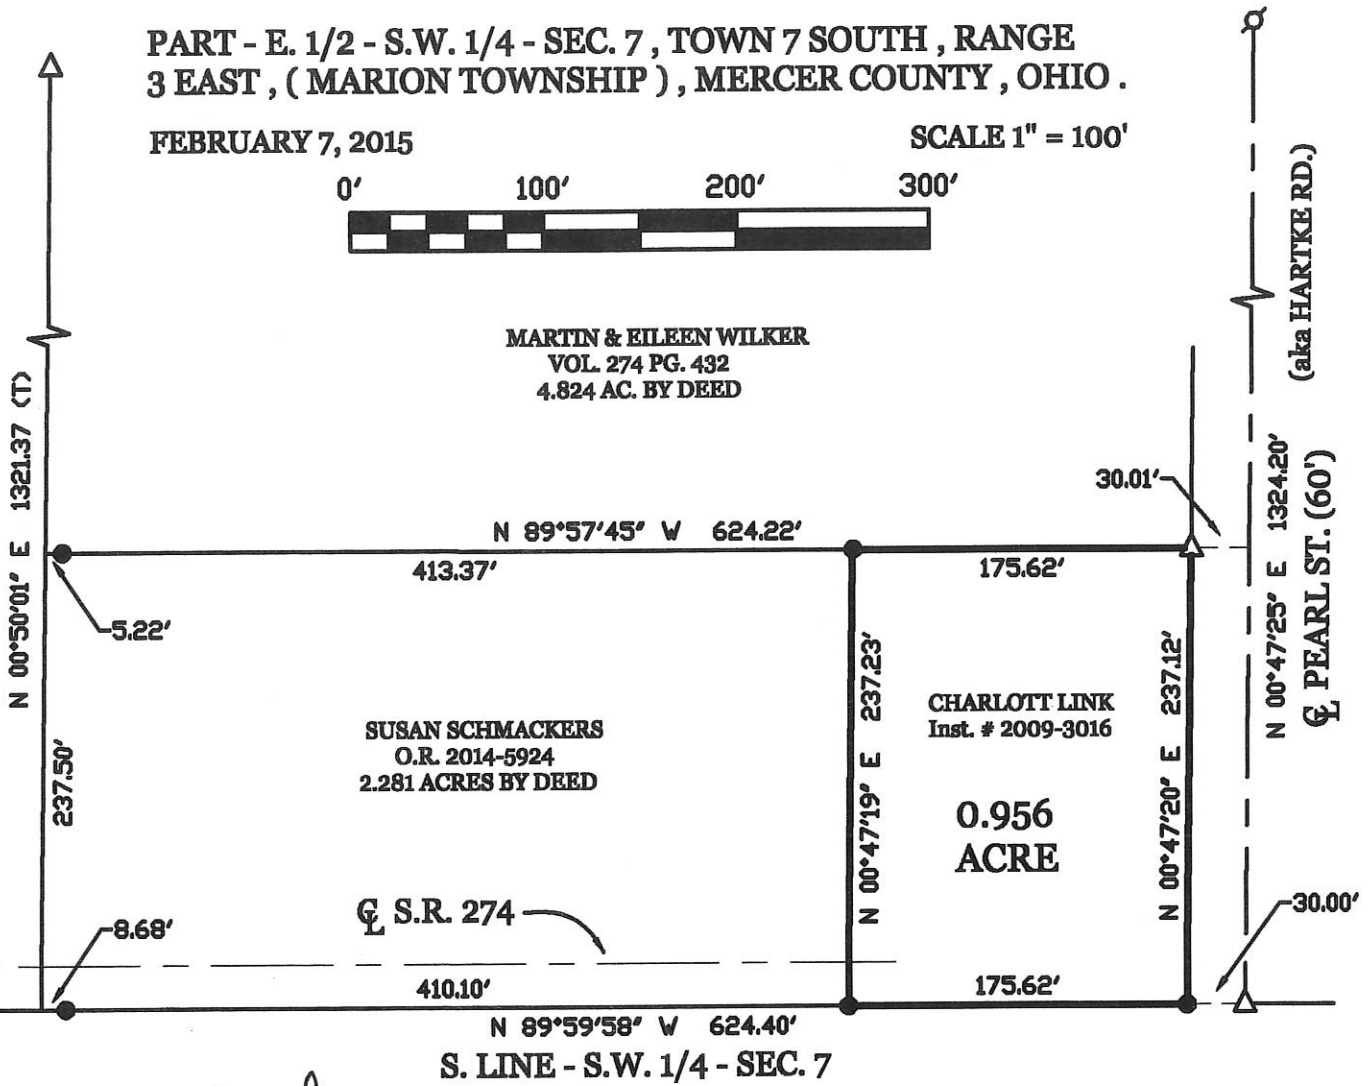 PART - E. 1/2 - S.W. 1/4 - SEC. 7 , TOWN 7 SOUTH , RANGE
3 EAST , ( MARION TOWNSHIP ) , MERCER COUNTY , OHIO .
FEBRUARY 7, 2015
SCALE 1" = 100'
0' 100' 200' 300'
(aka HARTKE RD.)
MARTIN & EILEEN WILKER
VOL. 274 PG. 432
4.824 AC. BY DEED
N 00°50'01" E 1321.37 (T)
30.01'
N 00°47'25" E 1324.20'
℄ PEARL ST. (60')
N 89°57'45" W 624.22'
413.37'
175.62'
5.22'
237.50'
SUSAN SCHMACKERS
O.R. 2014-5924
2.281 ACRES BY DEED
N 00°47'19" E 237.23'
CHARLOTT LINK
Inst. # 2009-3016
0.956
ACRE
N 00°47'20" E 237.12'
℄ S.R. 274
8.68'
30.00'
410.10'
175.62'
N 89°59'58" W 624.40'
S. LINE - S.W. 1/4 - SEC. 7